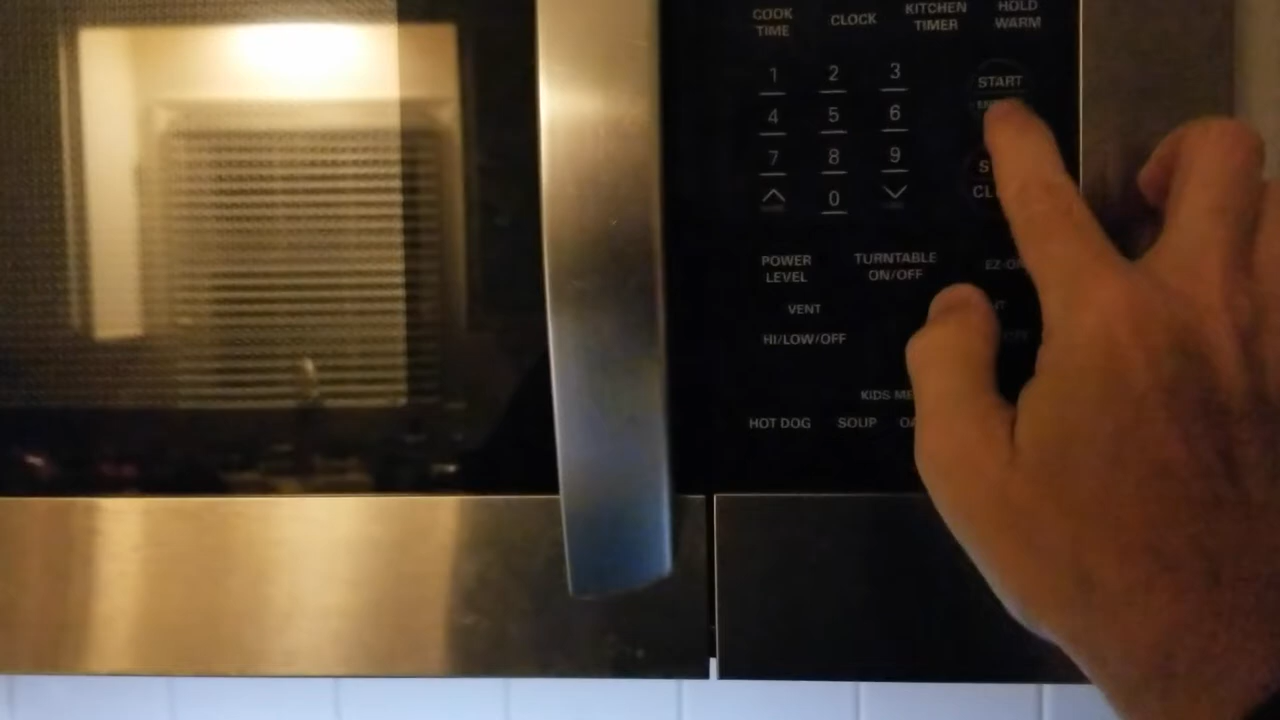 COOK TIME
CLOCK
KITCHEN TIMER
HOLD WARM
1 2 3
START
4 5 6
7 8 9
0
POWER LEVEL
TURNTABLE ON/OFF
VENT
HI/LOW/OFF
HOT DOG SOUP